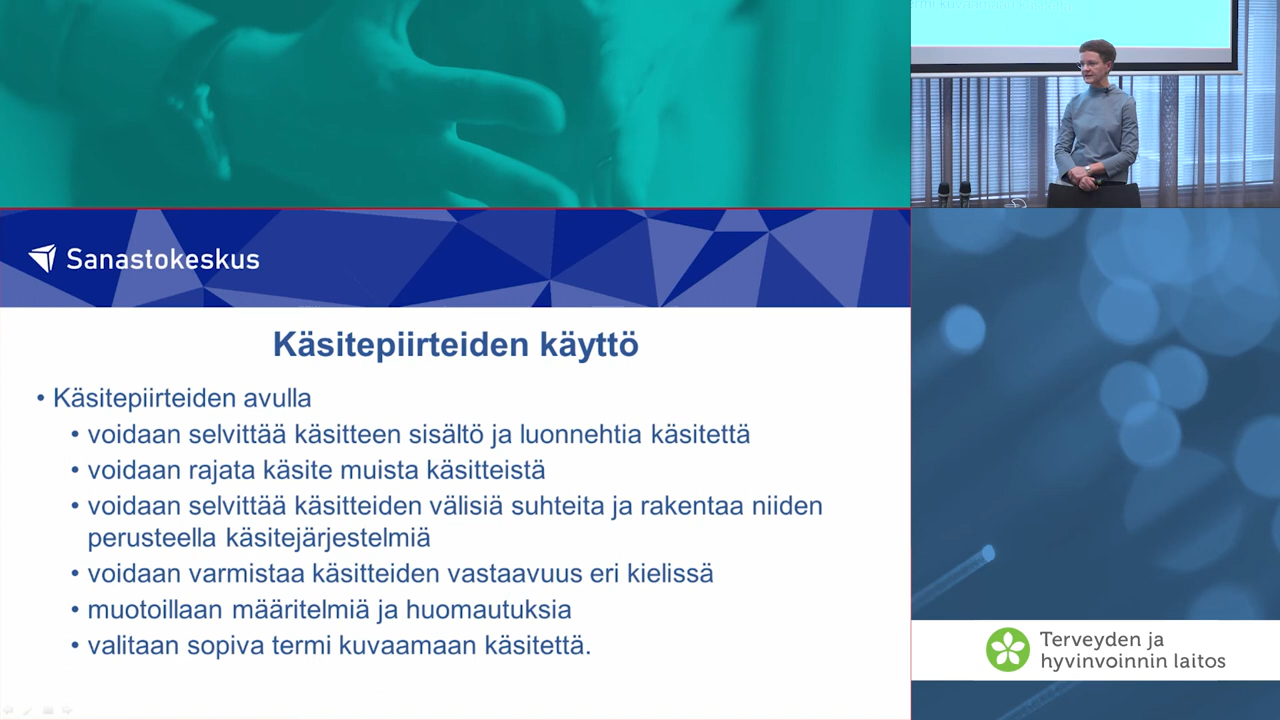 Sanastokeskus
Käsitepiirteiden käyttö
• Käsitepiirteiden avulla
• voidaan selvittää käsitteen sisältö ja luonnehtia käsitettä
• voidaan rajata käsite muista käsitteistä
• voidaan selvittää käsitteiden välisiä suhteita ja rakentaa niiden
perusteella käsitejärjestelmiä
• voidaan varmistaa käsitteiden vastaavuus eri kielissä
• muotoillaan määritelmiä ja huomautuksia
• valitaan sopiva termi kuvaamaan käsitettä.
Terveyden ja
hyvinvoinnin laitos